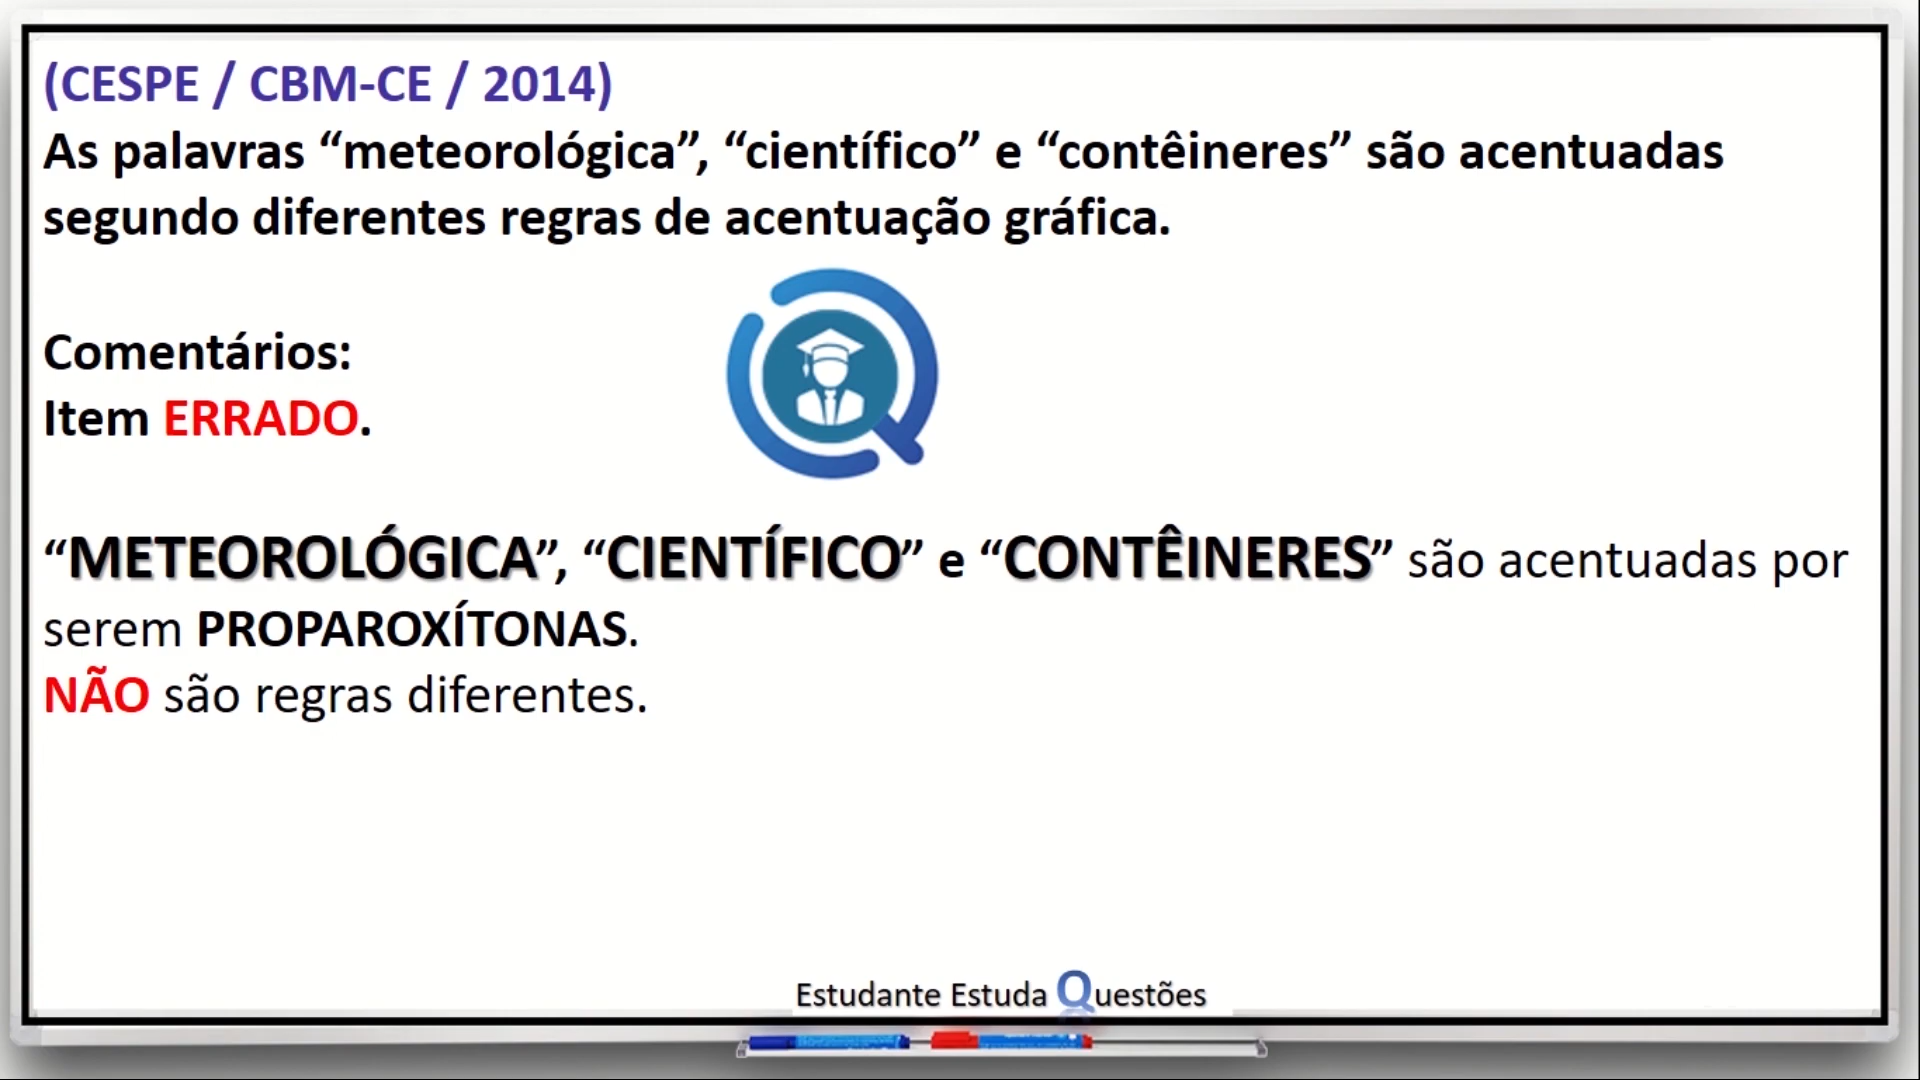 (CESPE / CBM-CE / 2014)
As palavras “meteorológica”, “científico” e “contêineres” são acentuadas
segundo diferentes regras de acentuação gráfica.
Comentários:
Item ERRADO.
“METEOROLÓGICA”, “CIENTÍFICO” e “CONTÊINERES” são acentuadas por
serem PROPAROXÍTONAS.
NÃO são regras diferentes.
Estudante Estuda Questões